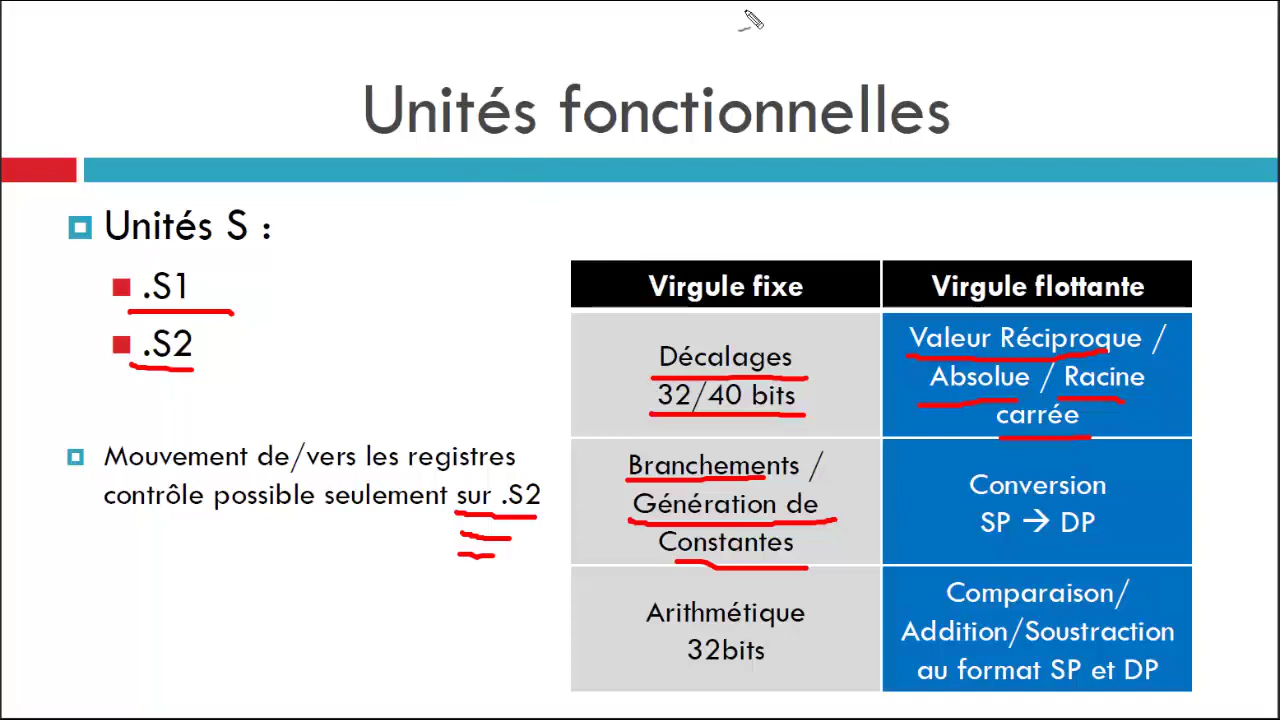 Unités fonctionnelles
Unités S :
.S1
.S2
Mouvement de/vers les registres
contrôle possible seulement sur .S2
Virgule fixe
Virgule flottante
Décalages
32/40 bits
Valeur Réciproque /
Absolue / Racine
carrée
Branchements /
Génération de
Constantes
Conversion
SP → DP
Arithmétique
32bits
Comparaison/
Addition/Soustraction
au format SP et DP